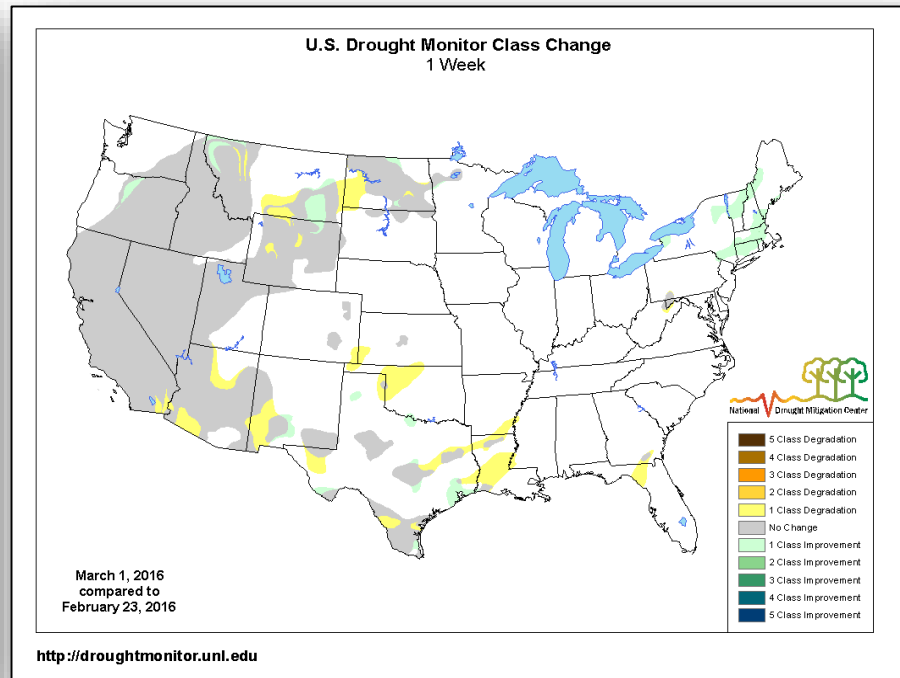 U.S. Drought Monitor Class Change
1 Week
National Drought Mitigation Center
5 Class Degradation
4 Class Degradation
3 Class Degradation
2 Class Degradation
1 Class Degradation
No Change
1 Class Improvement
2 Class Improvement
3 Class Improvement
4 Class Improvement
5 Class Improvement
March 1, 2016
compared to
February 23, 2016
http://droughtmonitor.unl.edu